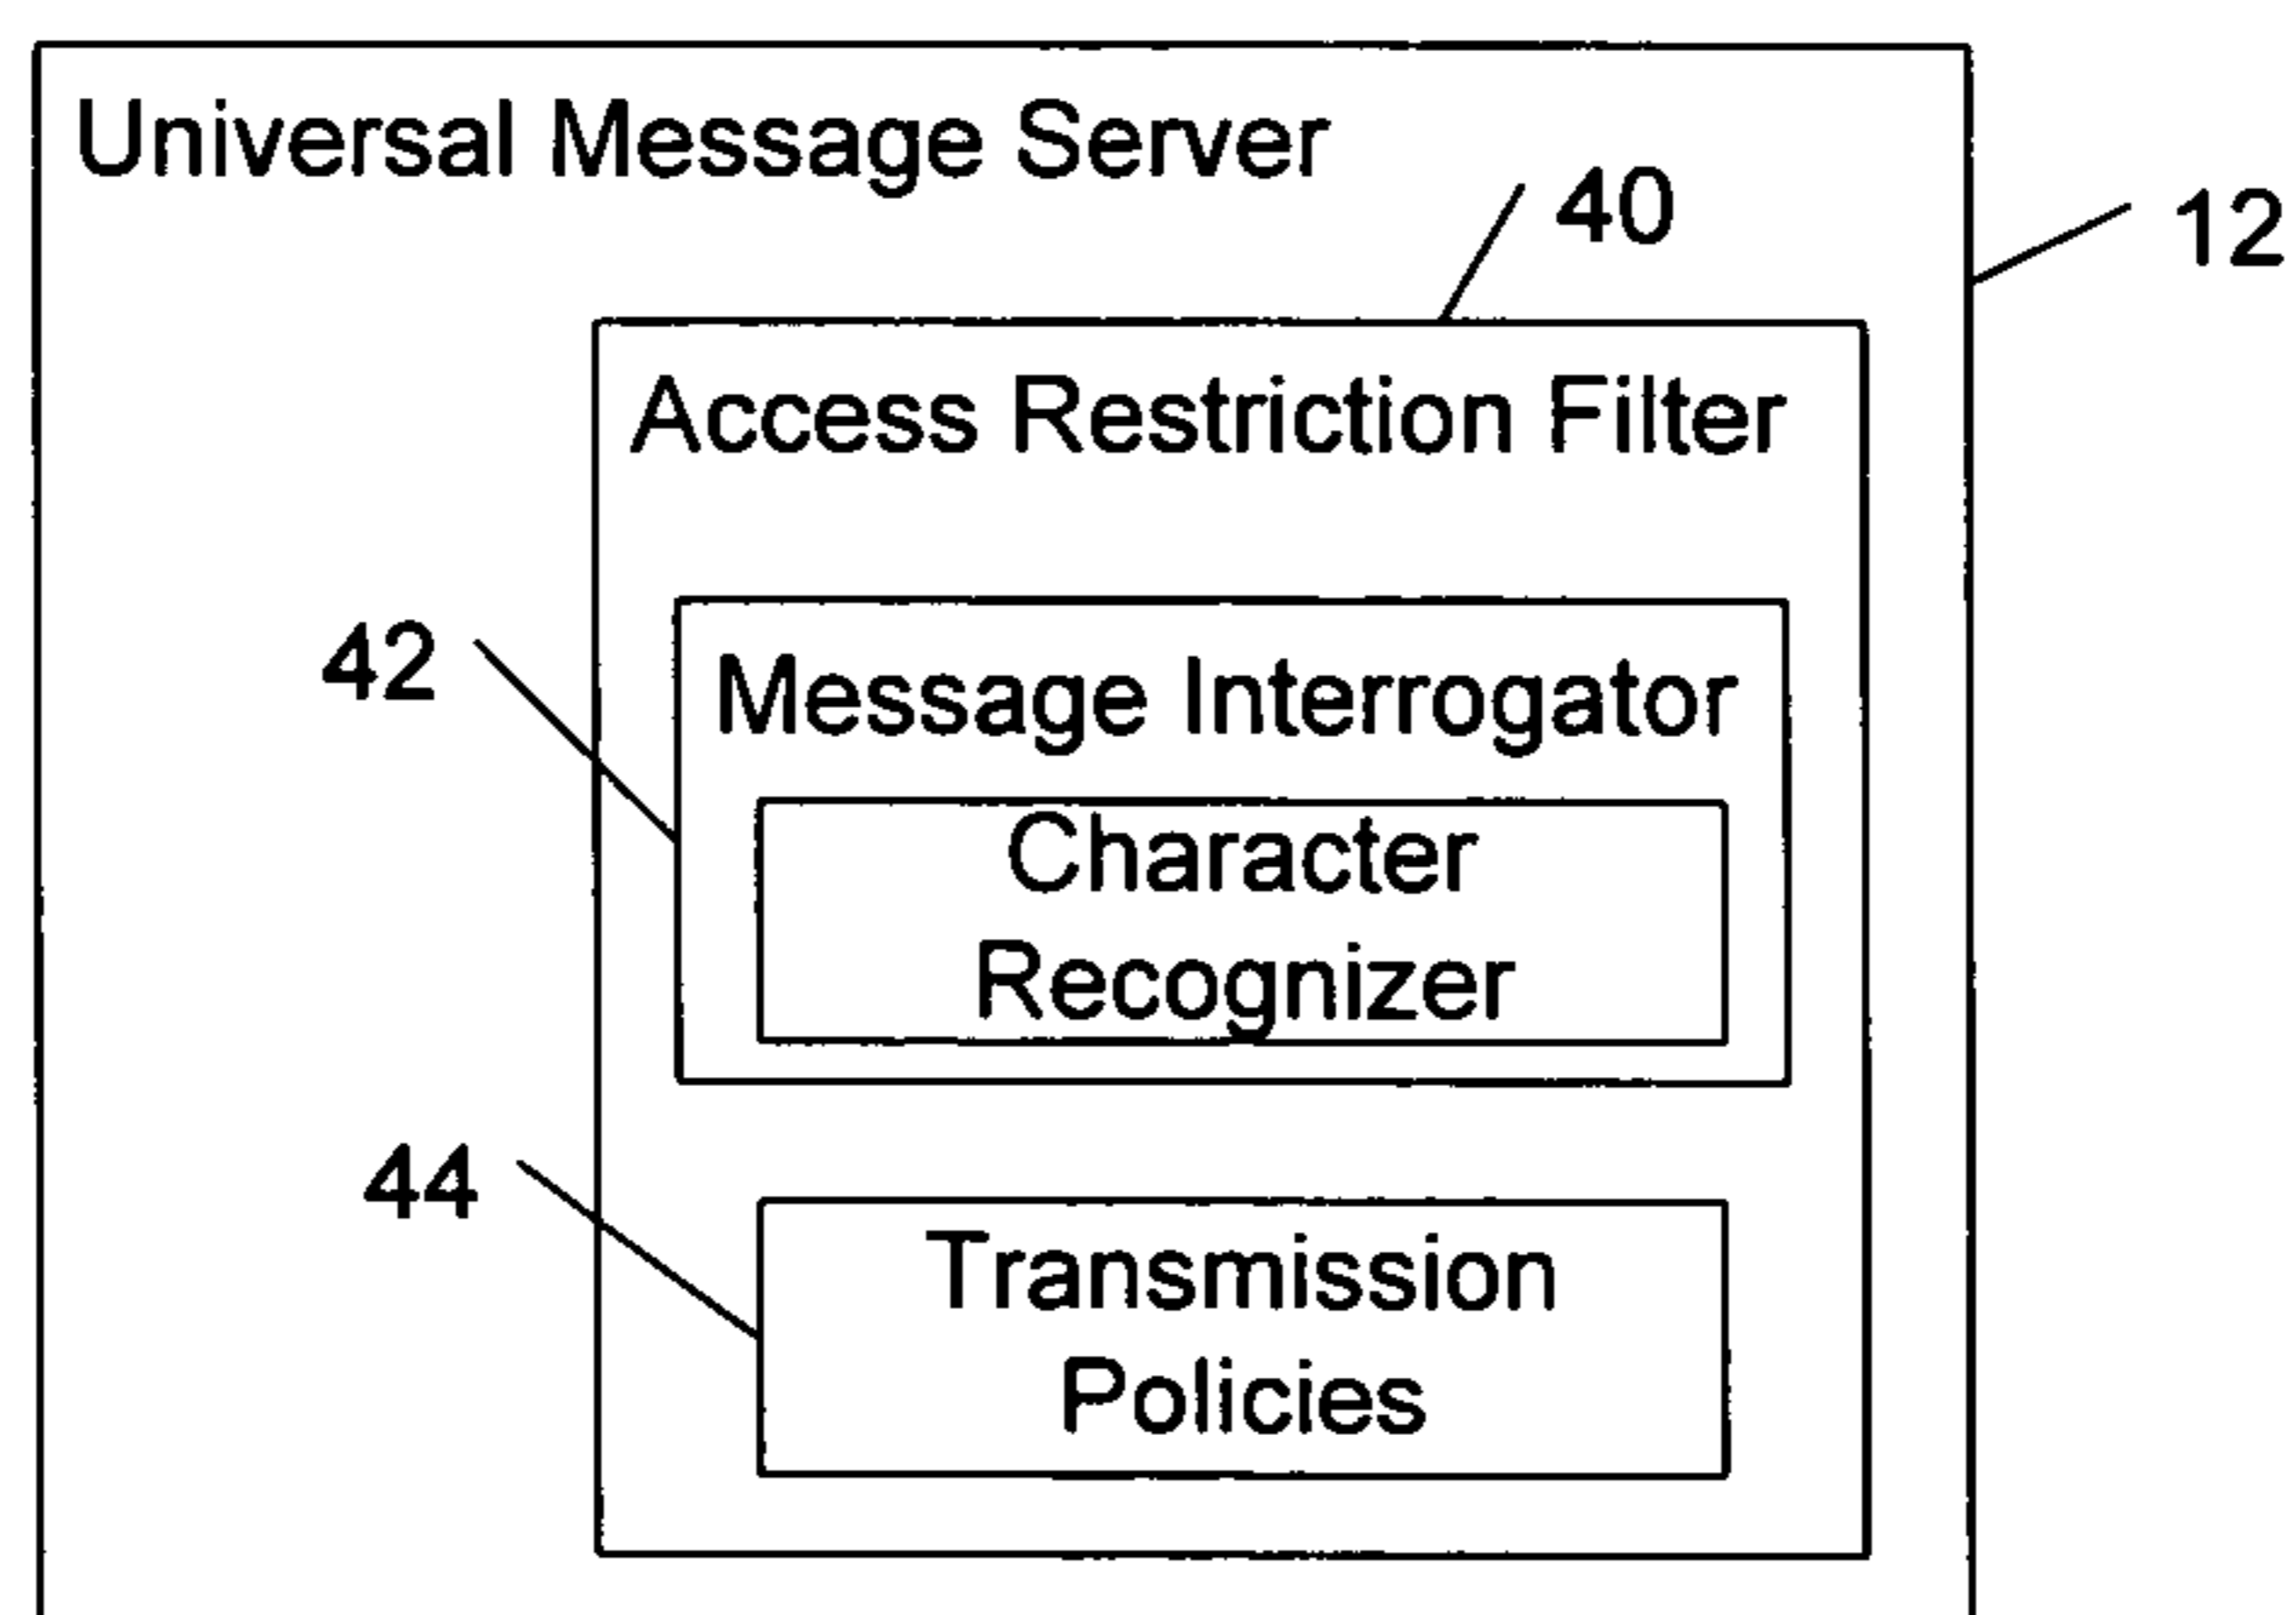 Universal Message Server
40
12
Access Restriction Filter
42
Message Interrogator
Character
Recognizer
44
Transmission
Policies